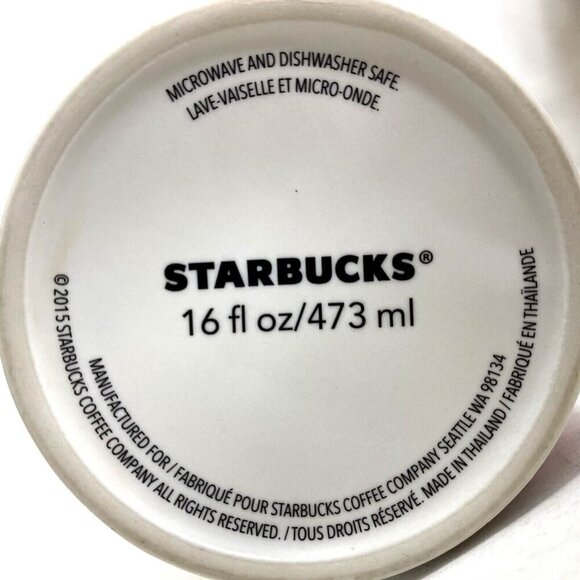 MICROWAVE AND DISHWASHER SAFE.
LAVE-VAISELLE ET MICRO-ONDE.
STARBUCKS®
16 fl oz/473 ml
MANUFACTURED FOR / FABRIQUÉ POUR STARBUCKS COFFEE COMPANY SEATTLE WA 98134
© 2015 STARBUCKS COFFEE COMPANY ALL RIGHTS RESERVED. / TOUS DROITS RÉSERVÉ. MADE IN THAILAND / FABRIQUÉ EN THAÏLANDE